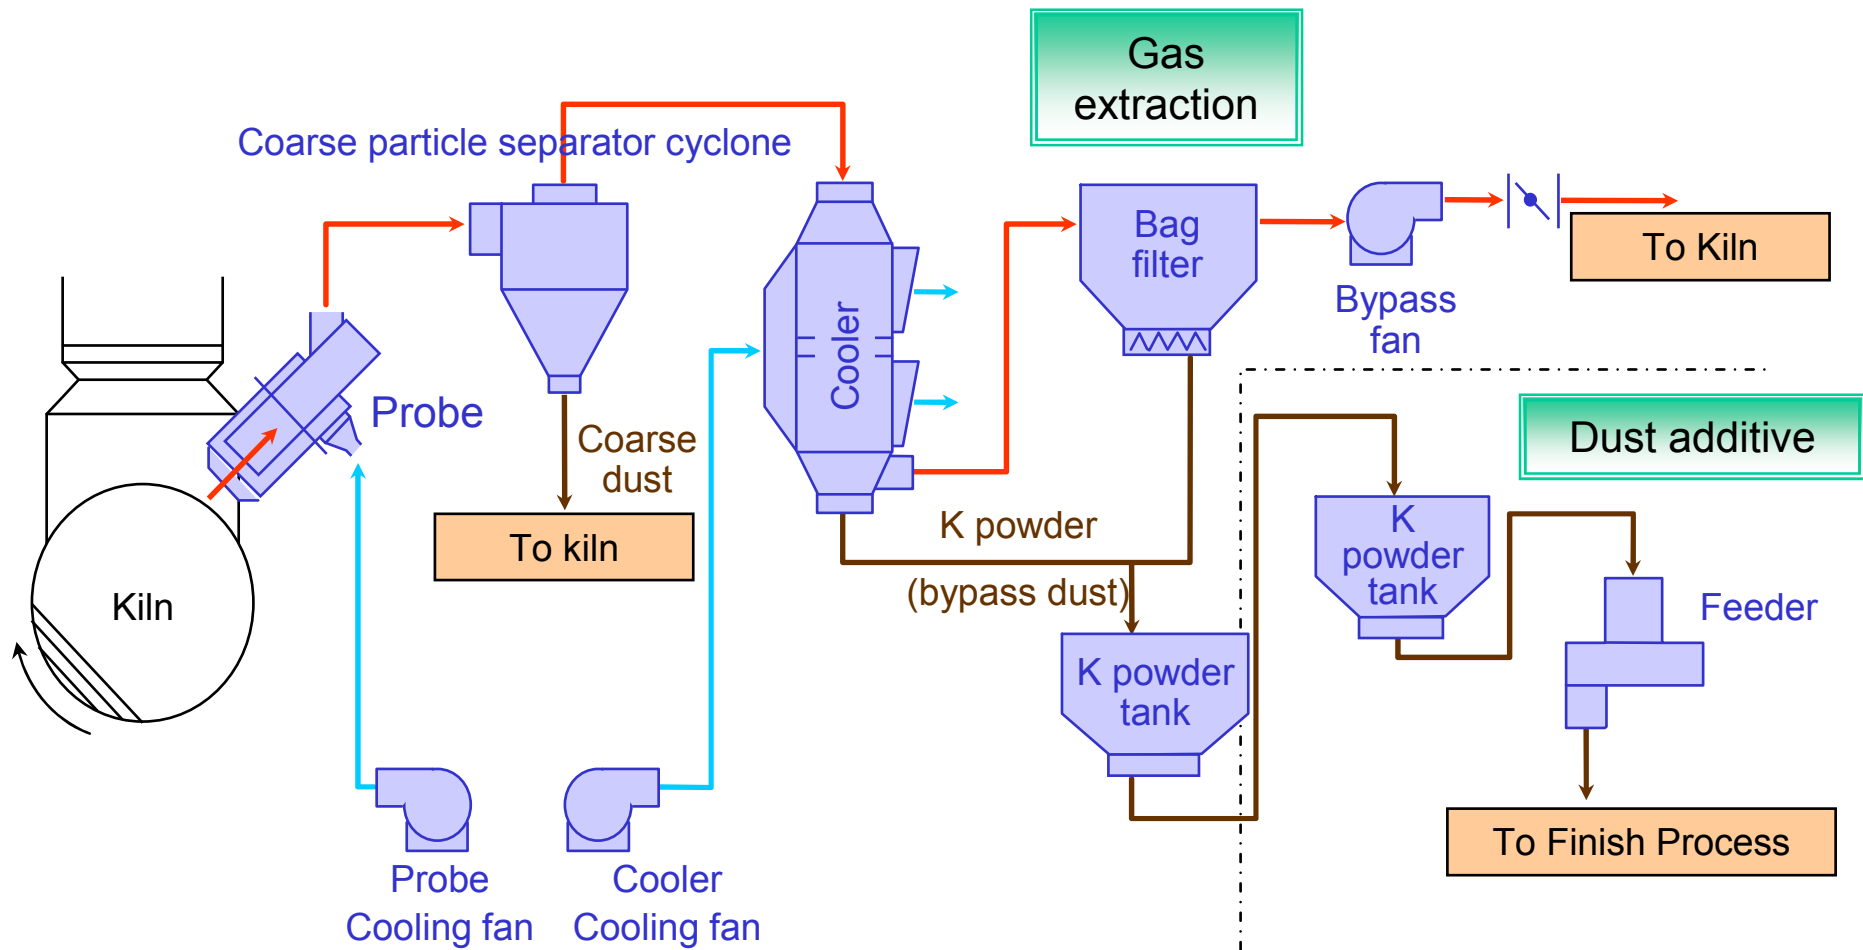 Gas
extraction
Coarse particle separator cyclone
Bag
filter
To Kiln
Bypass
fan
Cooler
Probe
Coarse
dust
Dust additive
K powder
(bypass dust)
To kiln
K
powder
tank
Feeder
Kiln
K powder
tank
To Finish Process
Probe
Cooling fan
Cooler
Cooling fan